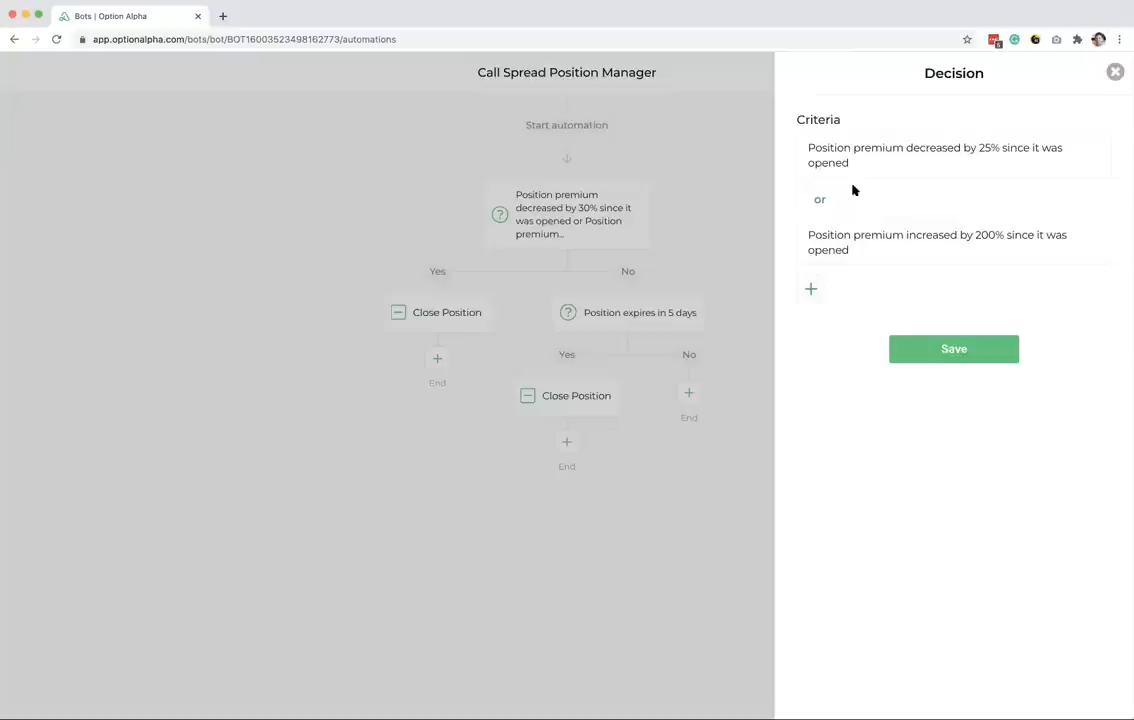 Bots | Option Alpha
app.optionalpha.com/bots/bot/BOT16003523498162773/automations
5
Call Spread Position Manager
Start automation
Position premium
decreased by 30% since it
was opened or Position
premium...
Yes
No
Close Position
Position expires in 5 days
End
Yes
No
Close Position
End
End
Decision
Criteria
Position premium decreased by 25% since it was
opened
or
Position premium increased by 200% since it was
opened
Save